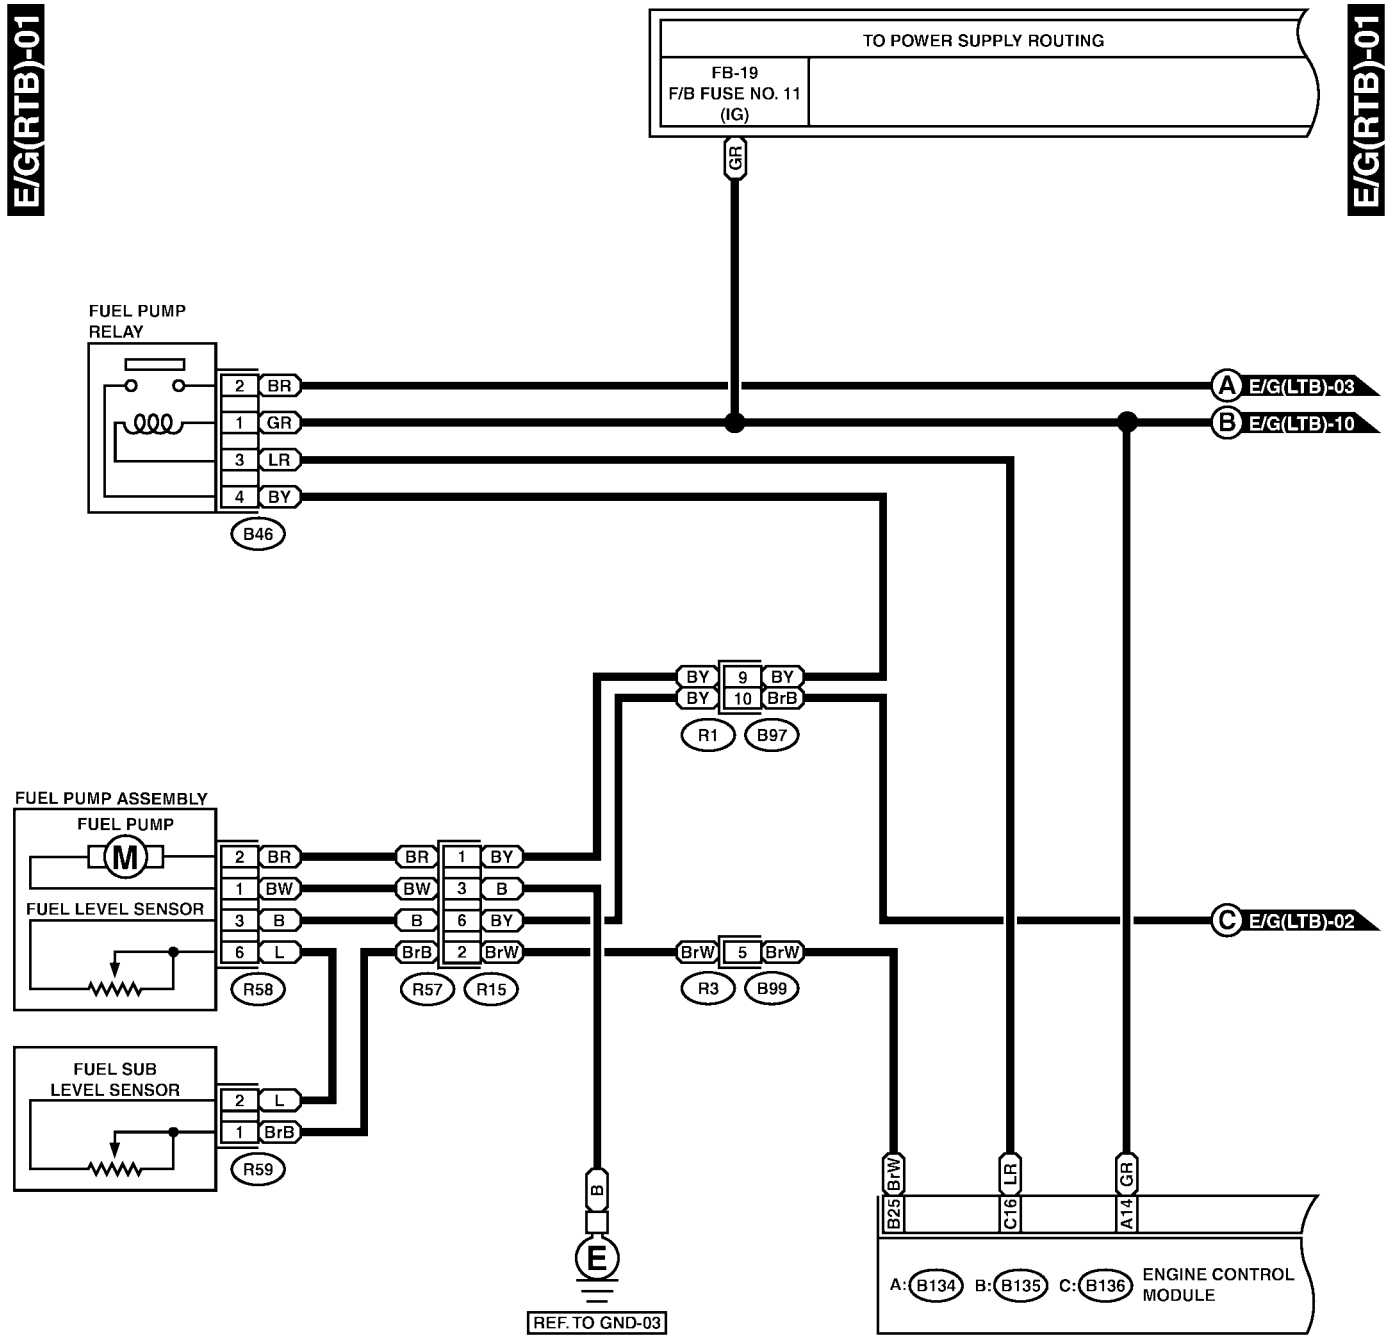 E/G(RTB)-01
E/G(RTB)-01
TO POWER SUPPLY ROUTING
FB-19
F/B FUSE NO. 11
(IG)
GR
FUEL PUMP
RELAY
2 BR
A E/G(LTB)-03
1 GR
B E/G(LTB)-10
3 LR
4 BY
B46
BY 9 BY
BY 10 BrB
R1 B97
FUEL PUMP ASSEMBLY
FUEL PUMP
M
2 BR BR 1 BY
1 BW BW 3 B
FUEL LEVEL SENSOR
3 B B 6 BY
C E/G(LTB)-02
6 L BrB 2 BrW BrW 5 BrW
R58 R57 R15 R3 B99
FUEL SUB
LEVEL SENSOR
2 L
1 BrB
R59
B
E
REF. TO GND-03
BrW LR GR
B25 C16 A14
A: B134 B: B135 C: B136
ENGINE CONTROL
MODULE